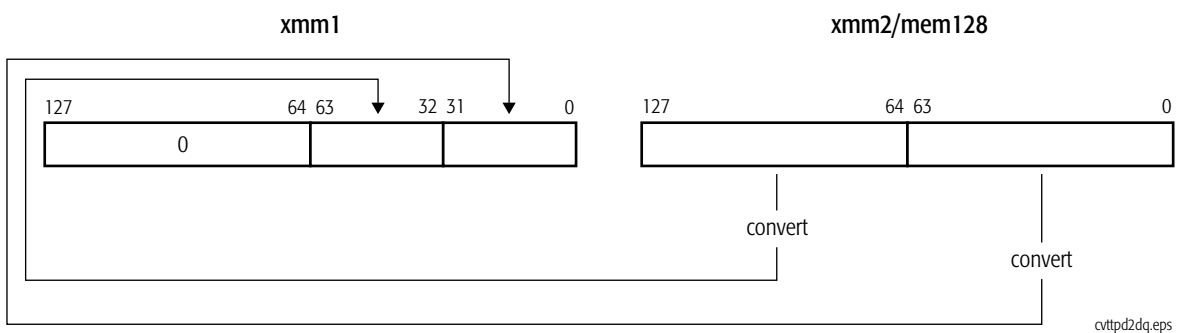 xmm1 xmm2/mem128
127 64 63 32 31 0 127 64 63 0
0
convert
convert
cvttpd2dq.eps